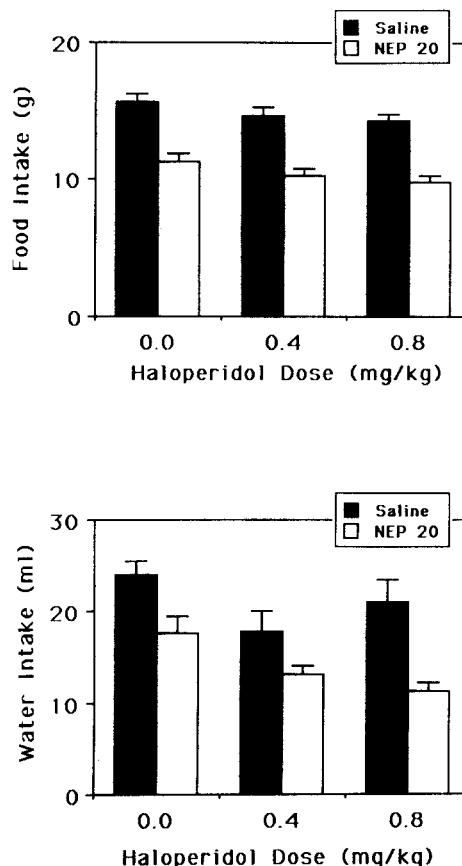 Saline
NEP 20
20
10
0
Food Intake (g)
0.0 0.4 0.8
Haloperidol Dose (mg/kg)
Saline
NEP 20
30
20
10
0
Water Intake (ml)
0.0 0.4 0.8
Haloperidol Dose (mg/kg)